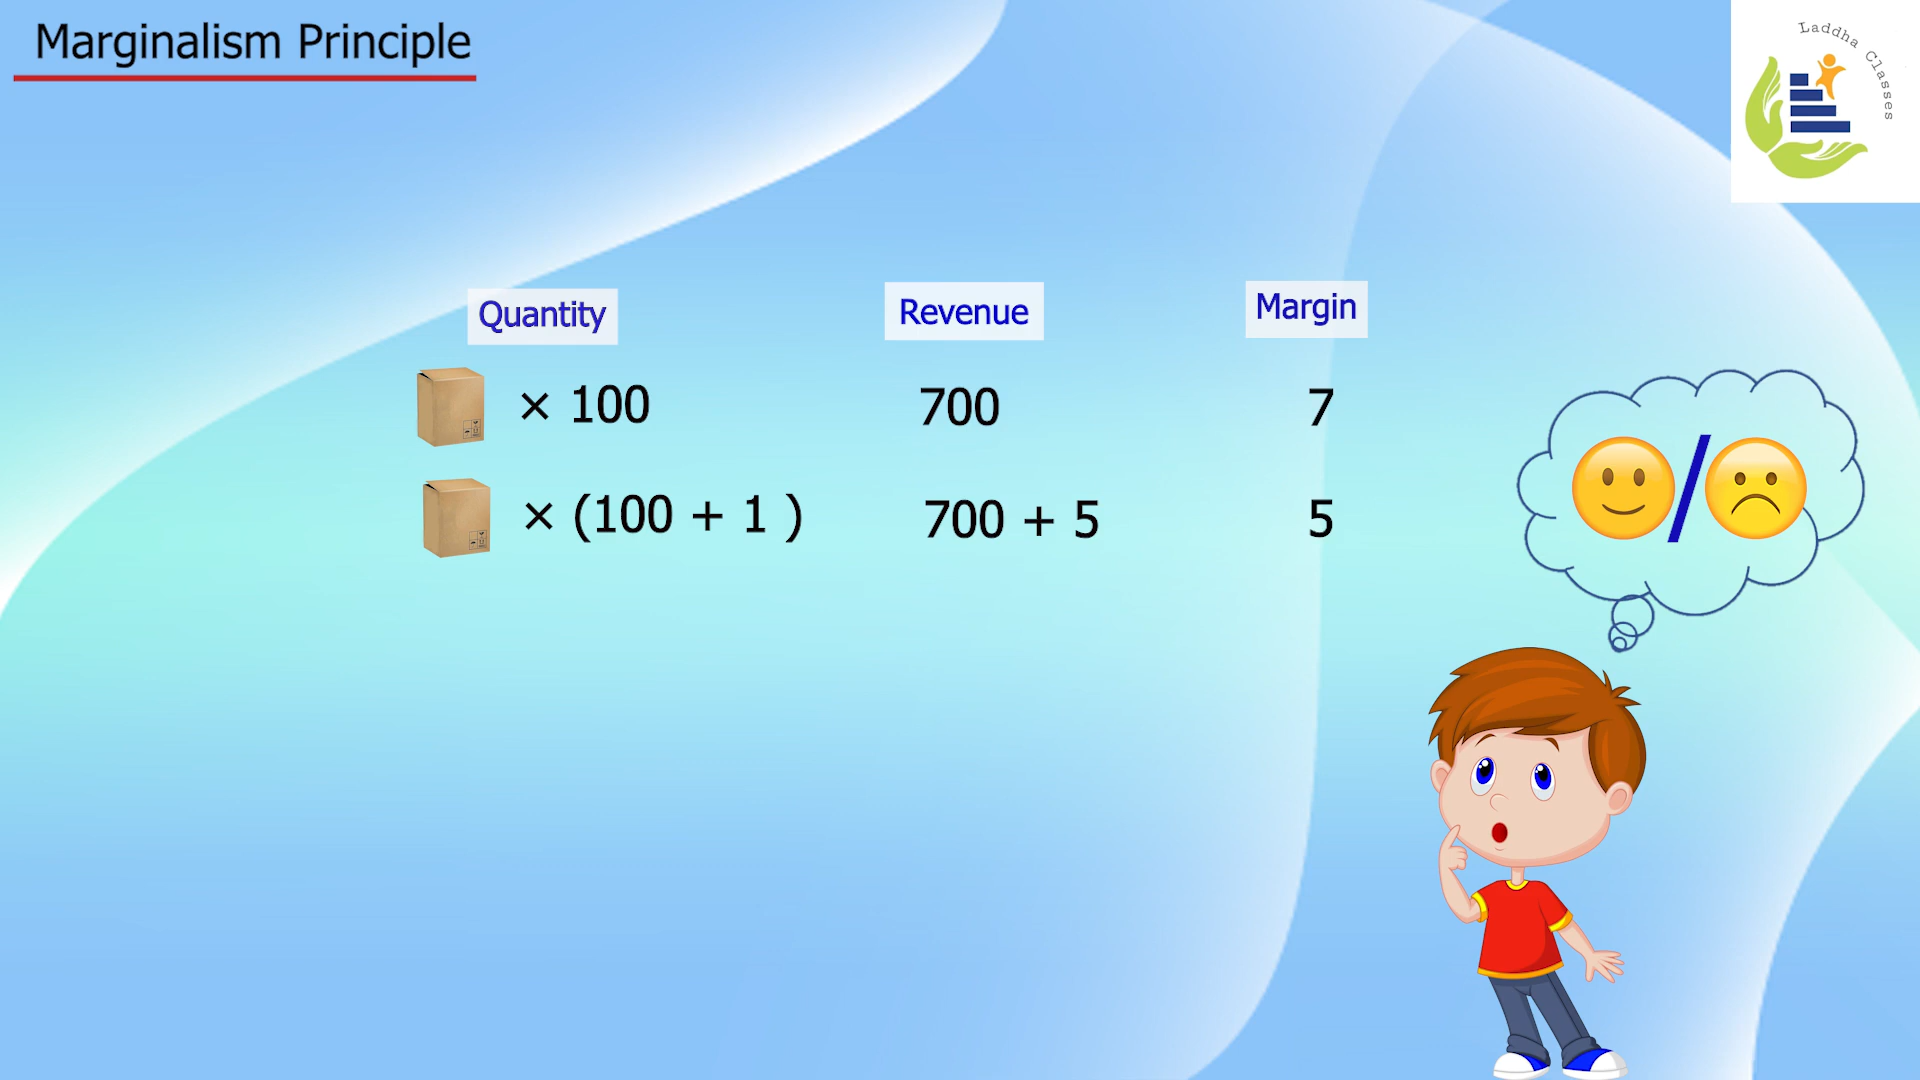 Marginalism Principle
Laddha Classes
Quantity Revenue Margin
× 100 700 7
× (100 + 1 ) 700 + 5 5
/